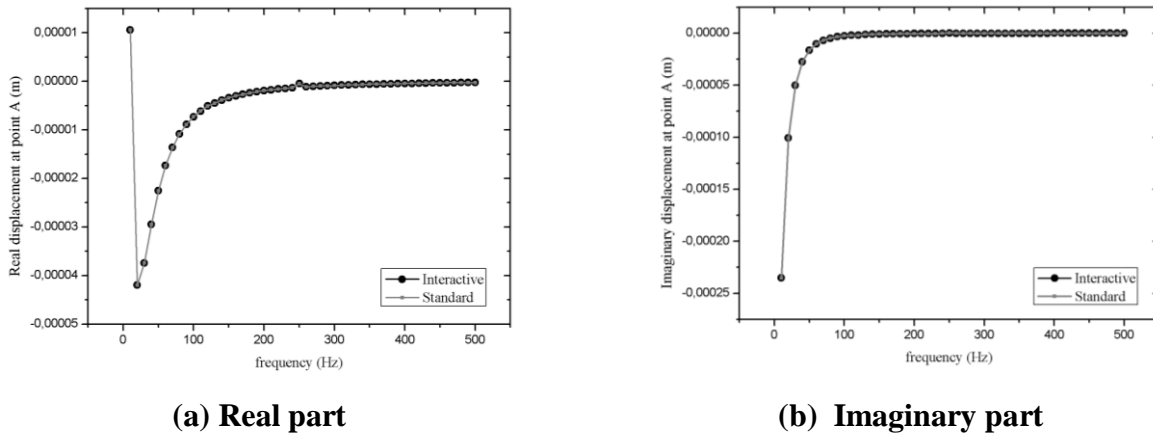 0,00001
0,00000
-0,00001
-0,00002
-0,00003
-0,00004
-0,00005
Real displacement at point A (m)
Interactive
Standard
0
100
200
300
400
500
frequency (Hz)
(a) Real part
0,00000
-0,00005
-0,00010
-0,00015
-0,00020
-0,00025
Imaginary displacement at point A (m)
Interactive
Standard
0
100
200
300
400
500
frequency (Hz)
(b) Imaginary part